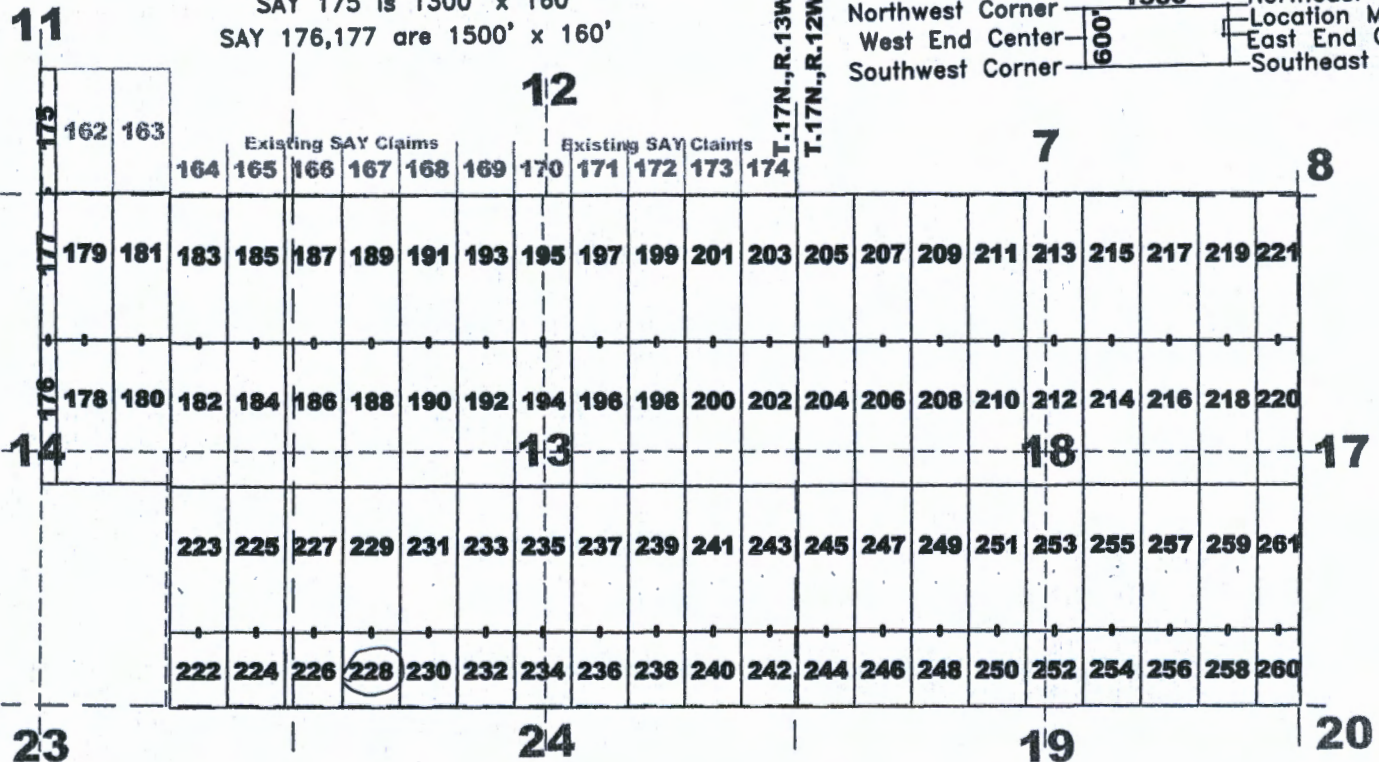 SAY 175 is 1300' x 160'
SAY 176,177 are 1500' x 160'
11
12
T.17N.,R.13W
T.17N.,R.12W
Northwest Corner
West End Center
Southwest Corner
600'
1500'
Location
East End
Southeast
7
8
Existing SAY Claims
Existing SAY Claims
175 162 163
164 165 166 167 168 169 170 171 172 173 174
177 179 181 183 185 187 189 191 193 195 197 199 201 203 205 207 209 211 213 215 217 219 221
176 178 180 182 184 186 188 190 192 194 196 198 200 202 204 206 208 210 212 214 216 218 220
14 13 18 17
223 225 227 229 231 233 235 237 239 241 243 245 247 249 251 253 255 257 259 261
222 224 226 228 230 232 234 236 238 240 242 244 246 248 250 252 254 256 258 260
23 24 19 20